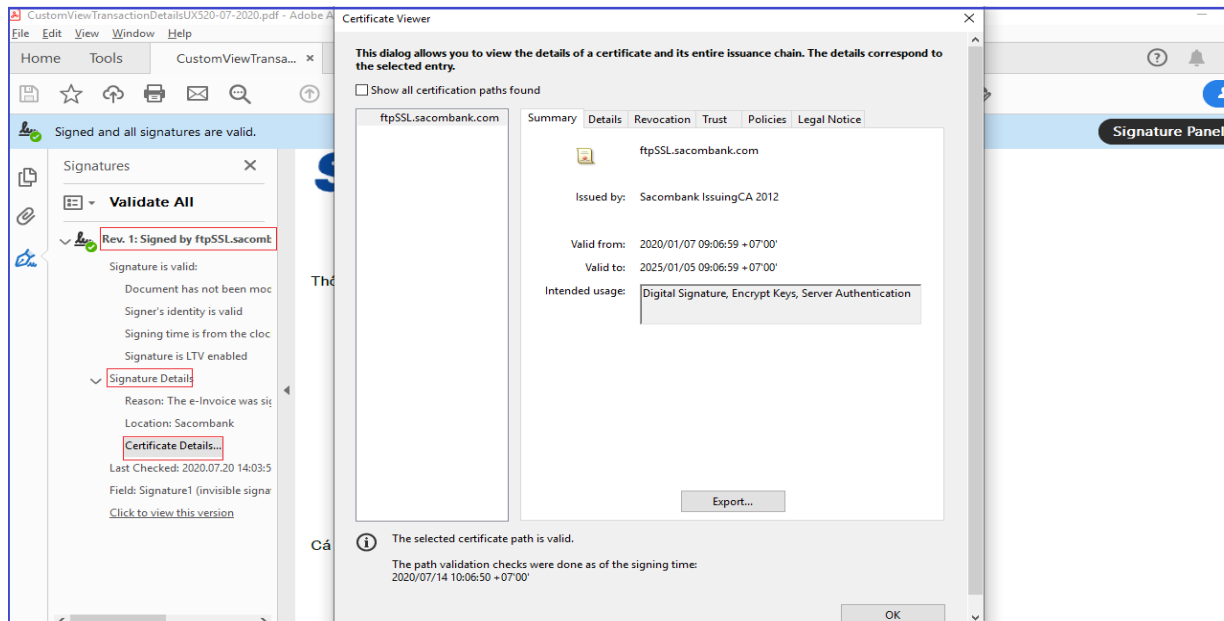 CustomViewTransactionDetailsUX520-07-2020.pdf - Adobe A
File Edit View Window Help
Home Tools CustomViewTransa... ×
Signed and all signatures are valid.
Signature Panel
Signatures
Validate All
Rev. 1: Signed by ftpSSL.sacomb
Signature is valid:
Document has not been moc
Signer's identity is valid
Signing time is from the cloc
Signature is LTV enabled
Signature Details
Reason: The e-Invoice was sig
Location: Sacombank
Certificate Details...
Last Checked: 2020.07.20 14:03:5
Field: Signature1 (invisible signa
Click to view this version
S
Thố
Cá
Certificate Viewer
This dialog allows you to view the details of a certificate and its entire issuance chain. The details correspond to
the selected entry.
Show all certification paths found
ftpSSL.sacombank.com
Summary Details Revocation Trust Policies Legal Notice
ftpSSL.sacombank.com
Issued by: Sacombank IssuingCA 2012
Valid from: 2020/01/07 09:06:59 +07'00'
Valid to: 2025/01/05 09:06:59 +07'00'
Intended usage: Digital Signature, Encrypt Keys, Server Authentication
Export...
The selected certificate path is valid.
The path validation checks were done as of the signing time:
2020/07/14 10:06:50 +07'00'
OK